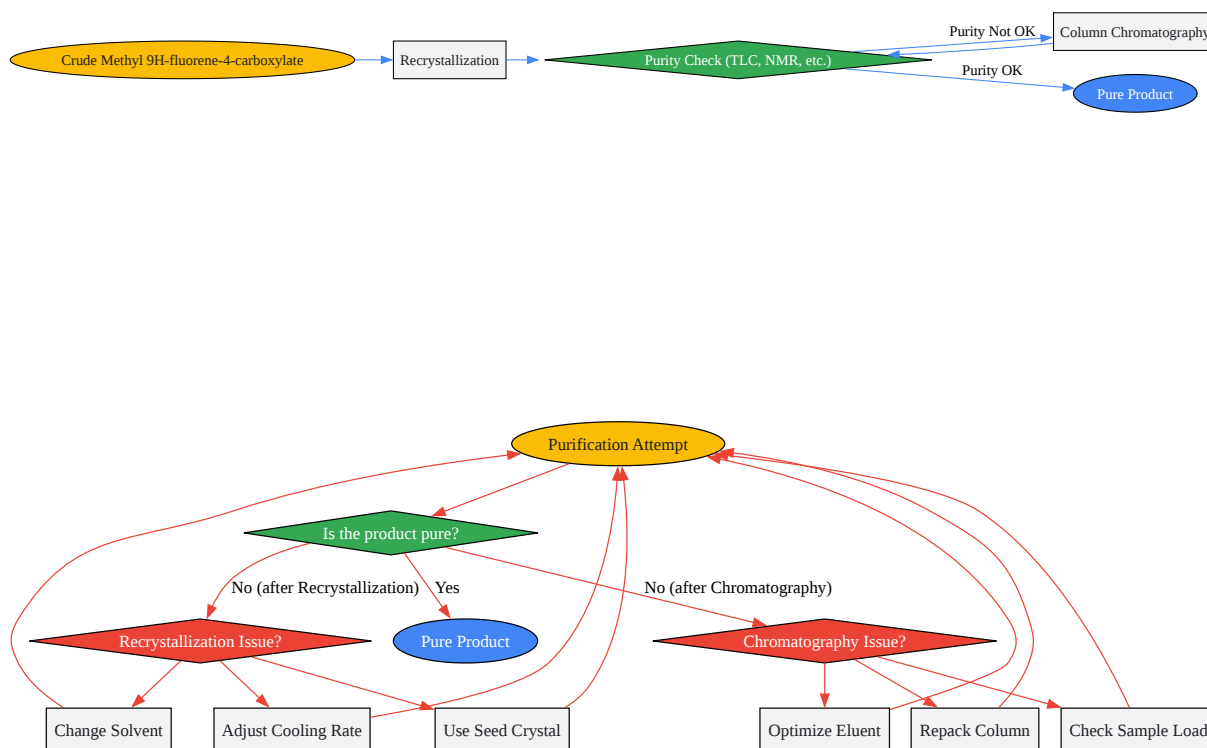 Purity Not OK
Column Chromatography
Crude Methyl 9H-fluorene-4-carboxylate
Recrystallization
Purity Check (TLC, NMR, etc.)
Purity OK
Pure Product
Purification Attempt
Is the product pure?
No (after Recrystallization)
Yes
No (after Chromatography)
Recrystallization Issue?
Pure Product
Chromatography Issue?
Change Solvent
Adjust Cooling Rate
Use Seed Crystal
Optimize Eluent
Repack Column
Check Sample Load